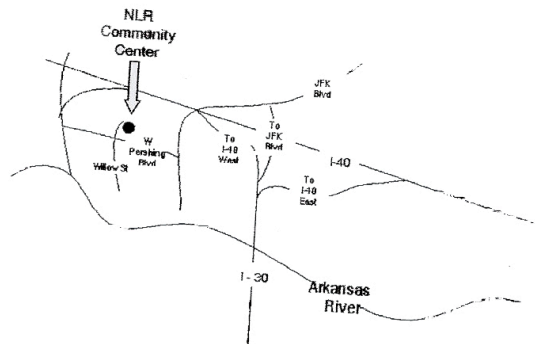 NLR
Community
Center
JFK
Blvd
To
JFK
Blvd
W
Pershing
Blvd
To
I-40
West
I-40
Willow St
To
I-40
East
I - 30
Arkansas
River